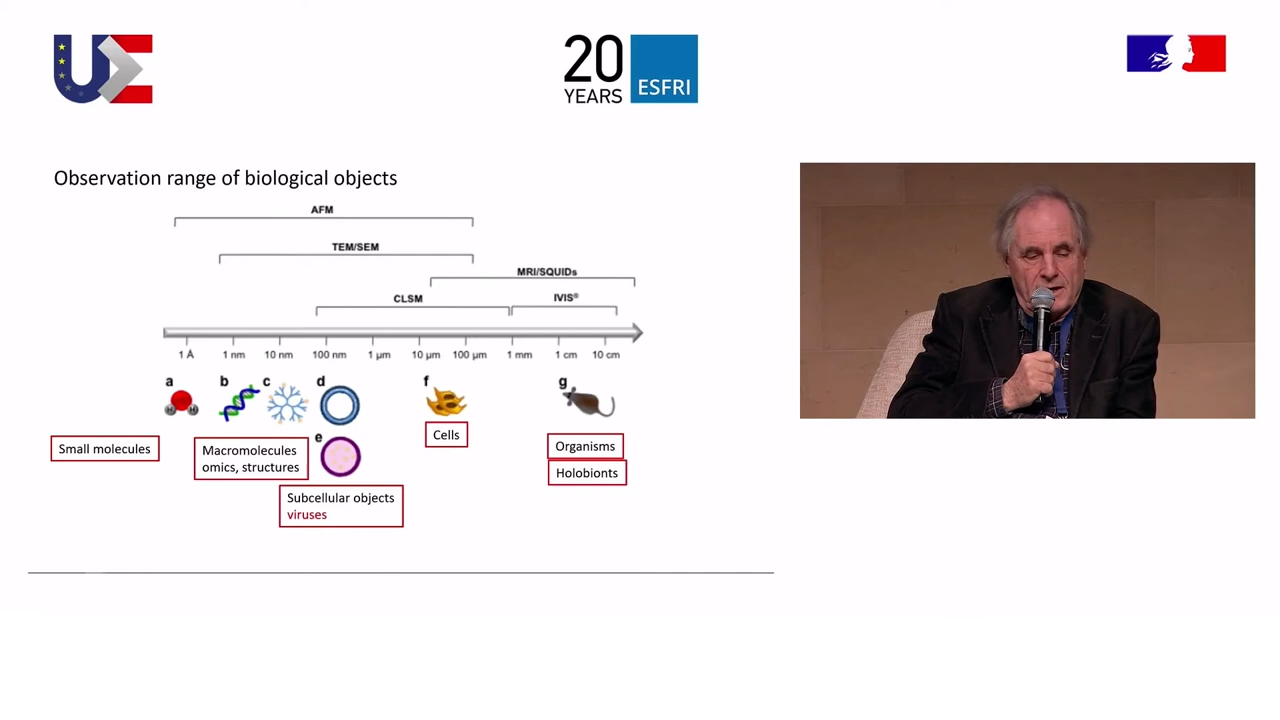 UE
20
YEARS
ESFRI
Observation range of biological objects
AFM
TEM/SEM
MRI/SQUIDs
CLSM
IVIS®
1 Å
1 nm
10 nm
100 nm
1 µm
10 µm
100 µm
1 mm
1 cm
10 cm
a
b
c
d
f
g
H
H
e
Small molecules
Macromolecules
omics, structures
Cells
Organisms
Holobionts
Subcellular objects
viruses